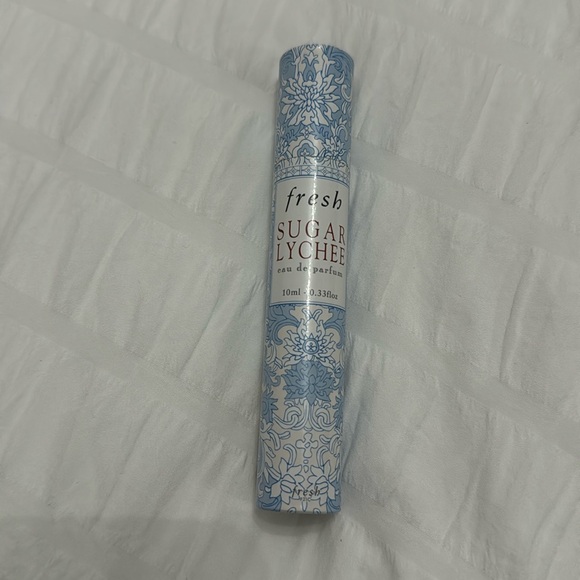 fresh
SUGAR
LYCHEE
eau de parfum
10ml · 0.33floz
fresh